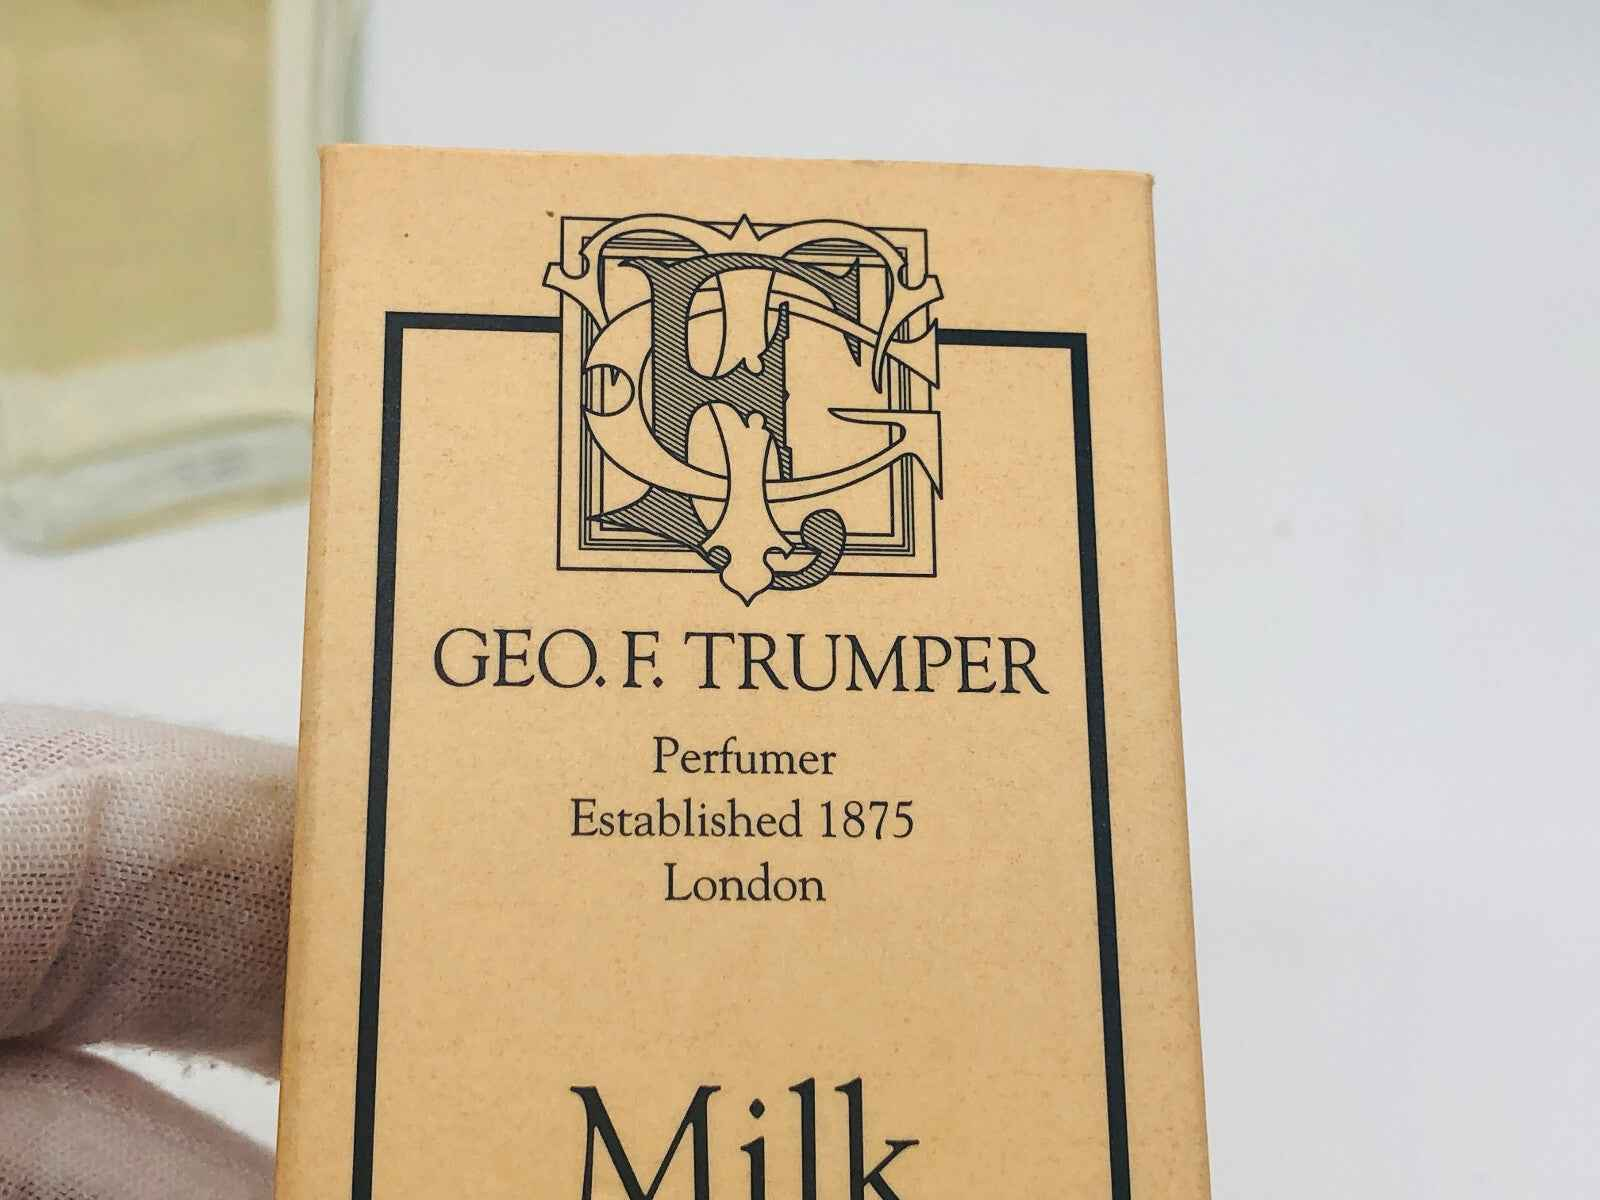 GEO. F. TRUMPER
Perfumer
Established 1875
London
Milk